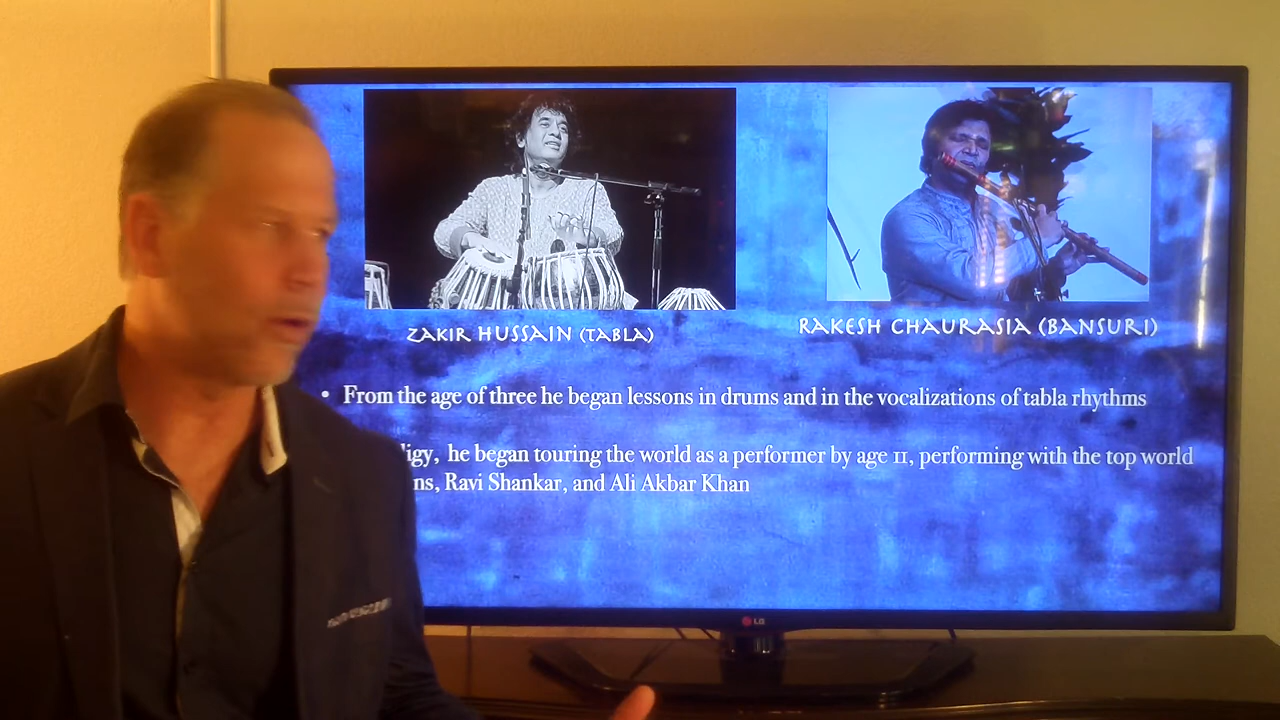 ZAKIR HUSSAIN (TABLA)
RAKESH CHAURASIA (BANSURI)
• From the age of three he began lessons in drums and in the vocalizations of tabla rhythms
he began touring the world as a performer by age 11, performing with the top world
Ravi Shankar, and Ali Akbar Khan
LG